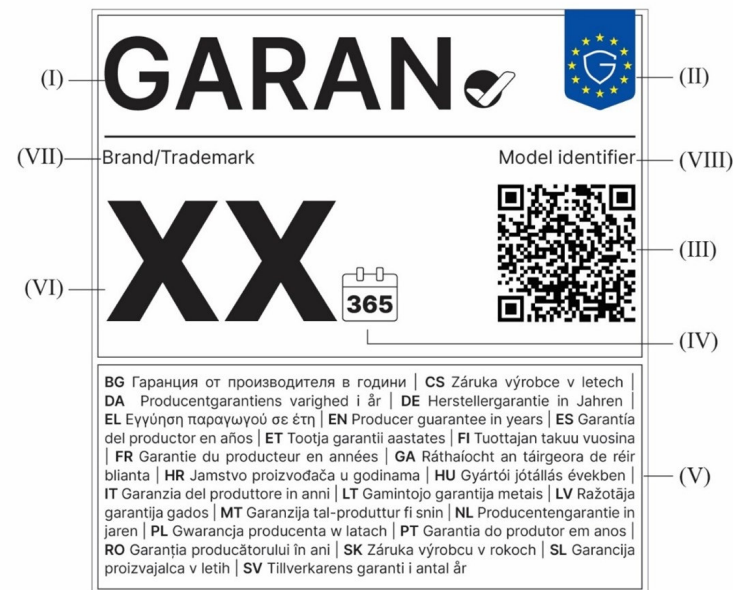 (I) GARAN (II)
(VII) Brand/Trademark Model identifier (VIII)
(III)
(VI) XX 365
(IV)
BG Гаранция от производителя в години | CS Záruka výrobce v letech |
DA Producentgarantiens varighed i år | DE Herstellergarantie in Jahren |
EL Εγγύηση παραγωγού σε έτη | EN Producer guarantee in years | ES Garantía
del productor en años | ET Tootja garantii aastates | FI Tuottajan takuu vuosina
| FR Garantie du producteur en années | GA Ráthaíocht an táirgeora de réir
blianta | HR Jamstvo proizvođača u godinama | HU Gyártói jótállás években |
IT Garanzia del produttore in anni | LT Gamintojo garantija metais | LV Ražotāja
garantija gados | MT Garanzija tal-produttur fi snin | NL Producentengarantie in
jaren | PL Gwarancja producenta w latach | PT Garantia do produtor em anos |
RO Garanția producătorului în ani | SK Záruka výrobcu v rokoch | SL Garancija
proizvajalca v letih | SV Tillverkarens garanti i antal år
(V)